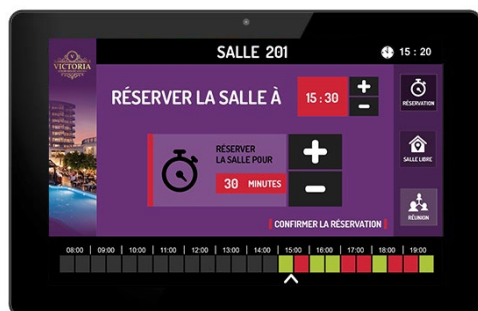 SALLE 201
15 : 20
VICTORIA
RÉSERVER LA SALLE À
15 : 30
RÉSERVATION
RÉSERVER
LA SALLE POUR
30 MINUTES
SALLE LIBRE
CONFIRMER LA RÉSERVATION
RÉUNION
08:00 09:00 10:00 11:00 12:00 13:00 14:00 15:00 16:00 17:00 18:00 19:00